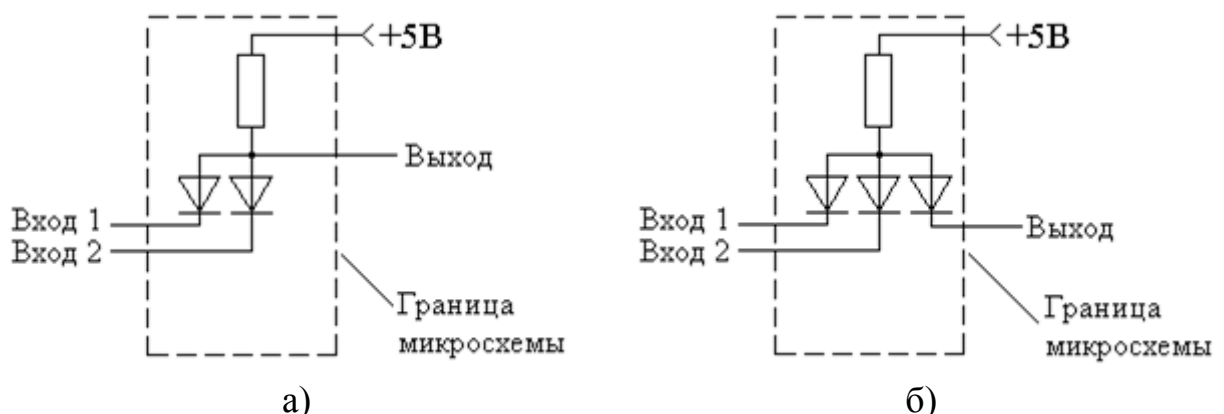 +5В
Выход
Вход 1
Вход 2
Граница
микросхемы
а)
+5В
Вход 1
Вход 2
Выход
Граница
микросхемы
б)